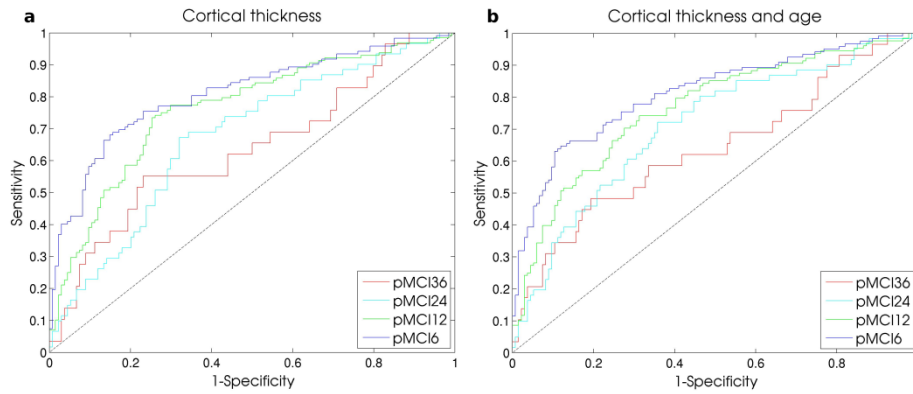 a
Cortical thickness
1
0.9
0.8
0.7
0.6
0.5
0.4
0.3
0.2
0.1
0
Sensitivity
0
0.2
0.4
0.6
0.8
1
1-Specificity
pMCI36
pMCI24
pMCI12
pMCI6
b
Cortical thickness and age
1
0.9
0.8
0.7
0.6
0.5
0.4
0.3
0.2
0.1
0
Sensitivity
0
0.2
0.4
0.6
0.8
1-Specificity
pMCI36
pMCI24
pMCI12
pMCI6